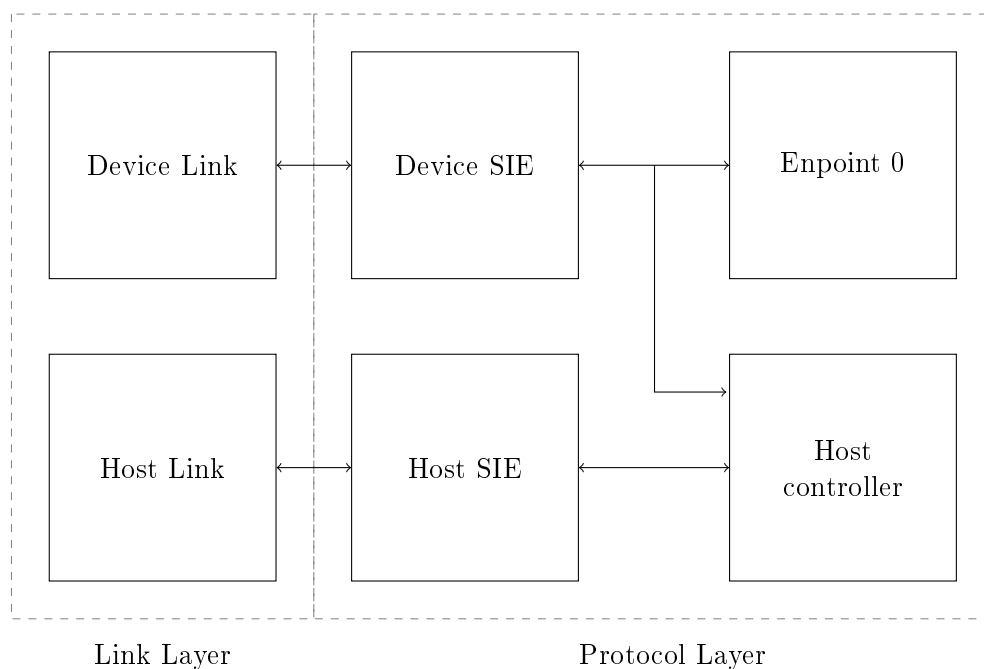 Device Link
Device SIE
Enpoint 0
Host Link
Host SIE
Host
controller
Link Layer
Protocol Layer